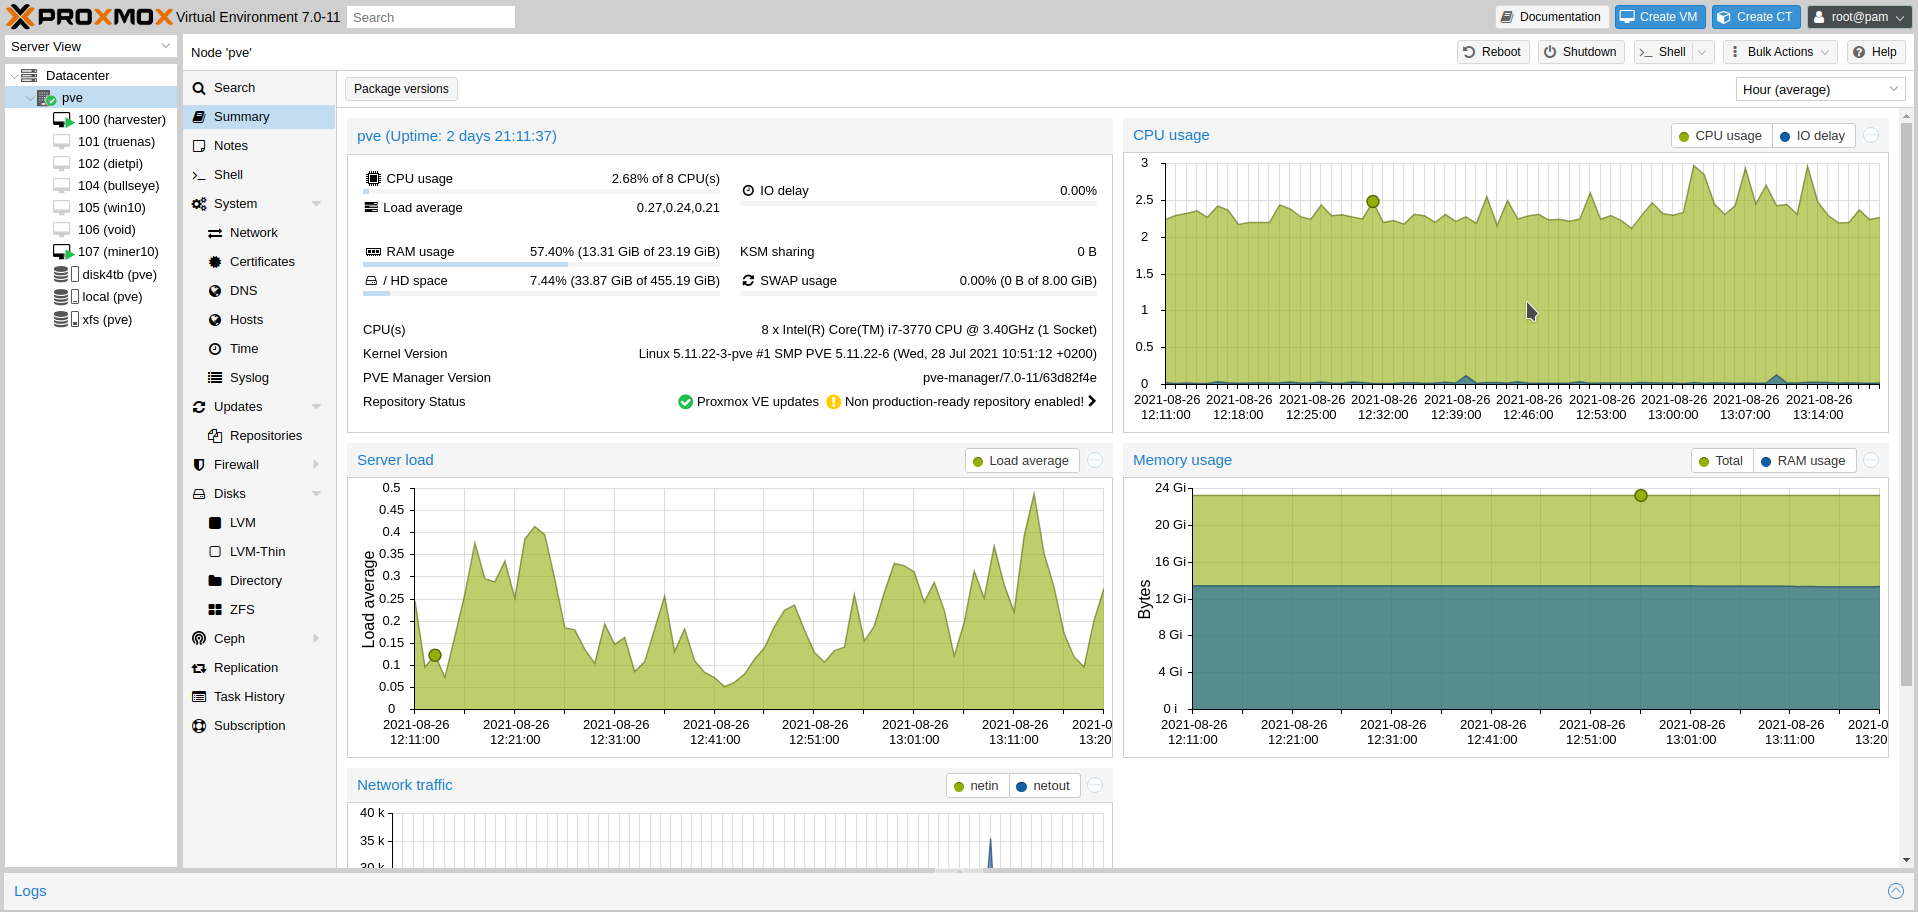 PROXMOX Virtual Environment 7.0-11 Search Documentation Create VM Create CT root@pam
Server View
Node 'pve' Reboot Shutdown Shell Bulk Actions Help
Datacenter
pve
100 (harvester)
101 (truenas)
102 (dietpi)
104 (bullseye)
105 (win10)
106 (void)
107 (miner10)
disk4tb (pve)
local (pve)
xfs (pve)
Search
Summary
Notes
Shell
System
Network
Certificates
DNS
Hosts
Time
Syslog
Updates
Repositories
Firewall
Disks
LVM
LVM-Thin
Directory
ZFS
Ceph
Replication
Task History
Subscription
Package versions Hour (average)
pve (Uptime: 2 days 21:11:37)
CPU usage 2.68% of 8 CPU(s)
IO delay 0.00%
Load average 0.27,0.24,0.21
RAM usage 57.40% (13.31 GiB of 23.19 GiB) KSM sharing 0 B
/ HD space 7.44% (33.87 GiB of 455.19 GiB) SWAP usage 0.00% (0 B of 8.00 GiB)
CPU(s) 8 x Intel(R) Core(TM) i7-3770 CPU @ 3.40GHz (1 Socket)
Kernel Version Linux 5.11.22-3-pve #1 SMP PVE 5.11.22-6 (Wed, 28 Jul 2021 10:51:12 +0200)
PVE Manager Version pve-manager/7.0-11/63d82f4e
Repository Status Proxmox VE updates Non production-ready repository enabled!
CPU usage CPU usage IO delay
3
2.5
2
1.5
1
0.5
0
2021-08-26 2021-08-26 2021-08-26 2021-08-26 2021-08-26 2021-08-26 2021-08-26 2021-08-26 2021-08-26 2021-08-26
12:11:00 12:18:00 12:25:00 12:32:00 12:39:00 12:46:00 12:53:00 13:00:00 13:07:00 13:14:00
Server load Load average
Load average
0.5
0.45
0.4
0.35
0.3
0.25
0.2
0.15
0.1
0.05
0
2021-08-26 2021-08-26 2021-08-26 2021-08-26 2021-08-26 2021-08-26 2021-08-26 2021-0
12:11:00 12:21:00 12:31:00 12:41:00 12:51:00 13:01:00 13:11:00 13:20
Memory usage Total RAM usage
Bytes
24 Gi
20 Gi
16 Gi
12 Gi
8 Gi
4 Gi
0 i
2021-08-26 2021-08-26 2021-08-26 2021-08-26 2021-08-26 2021-08-26 2021-08-26 2021-0
12:11:00 12:21:00 12:31:00 12:41:00 12:51:00 13:01:00 13:11:00 13:20
Network traffic netin netout
40 k
35 k
30 k
Logs